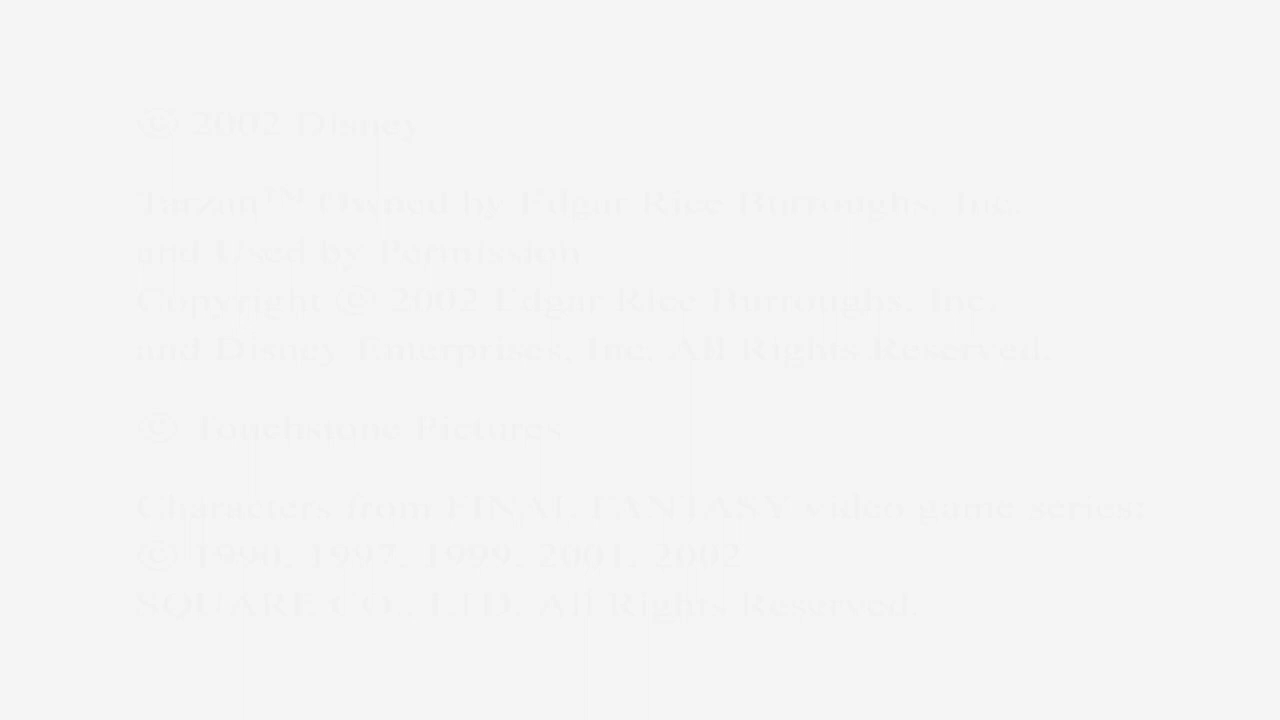 © 2002 Disney
Tarzan™ Owned by Edgar Rice Burroughs, Inc.
and Used by Permission
Copyright © 2002 Edgar Rice Burroughs, Inc.
and Disney Enterprises, Inc. All Rights Reserved.
© Touchstone Pictures
Characters from FINAL FANTASY video game series:
© 1990, 1997, 1999, 2001, 2002
SQUARE CO., LTD. All Rights Reserved.